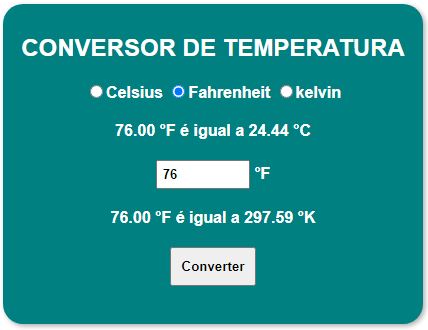 CONVERSOR DE TEMPERATURA
Celsius Fahrenheit kelvin
76.00 °F é igual a 24.44 °C
76 °F
76.00 °F é igual a 297.59 °K
Converter